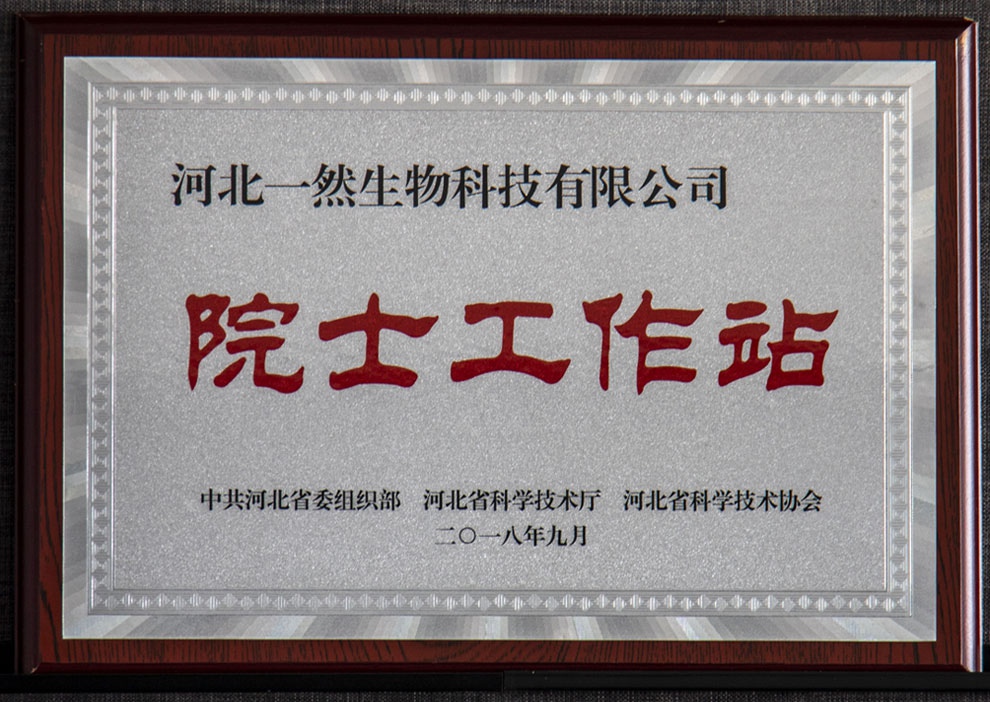 河北一然生物科技有限公司
院士工作站
中共河北省委组织部 河北省科学技术厅 河北省科学技术协会
二〇一八年九月